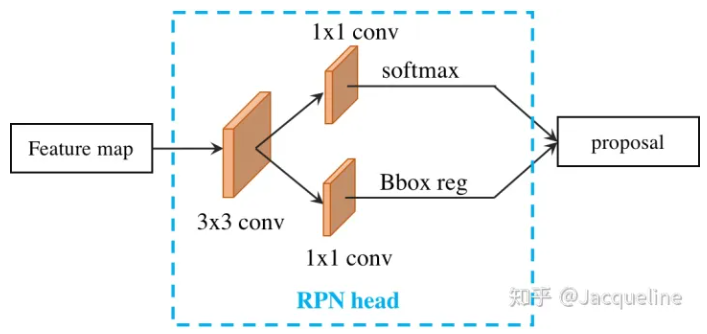 1x1 conv
softmax
Feature map
proposal
Bbox reg
3x3 conv
1x1 conv
RPN head
知乎 @Jacqueline